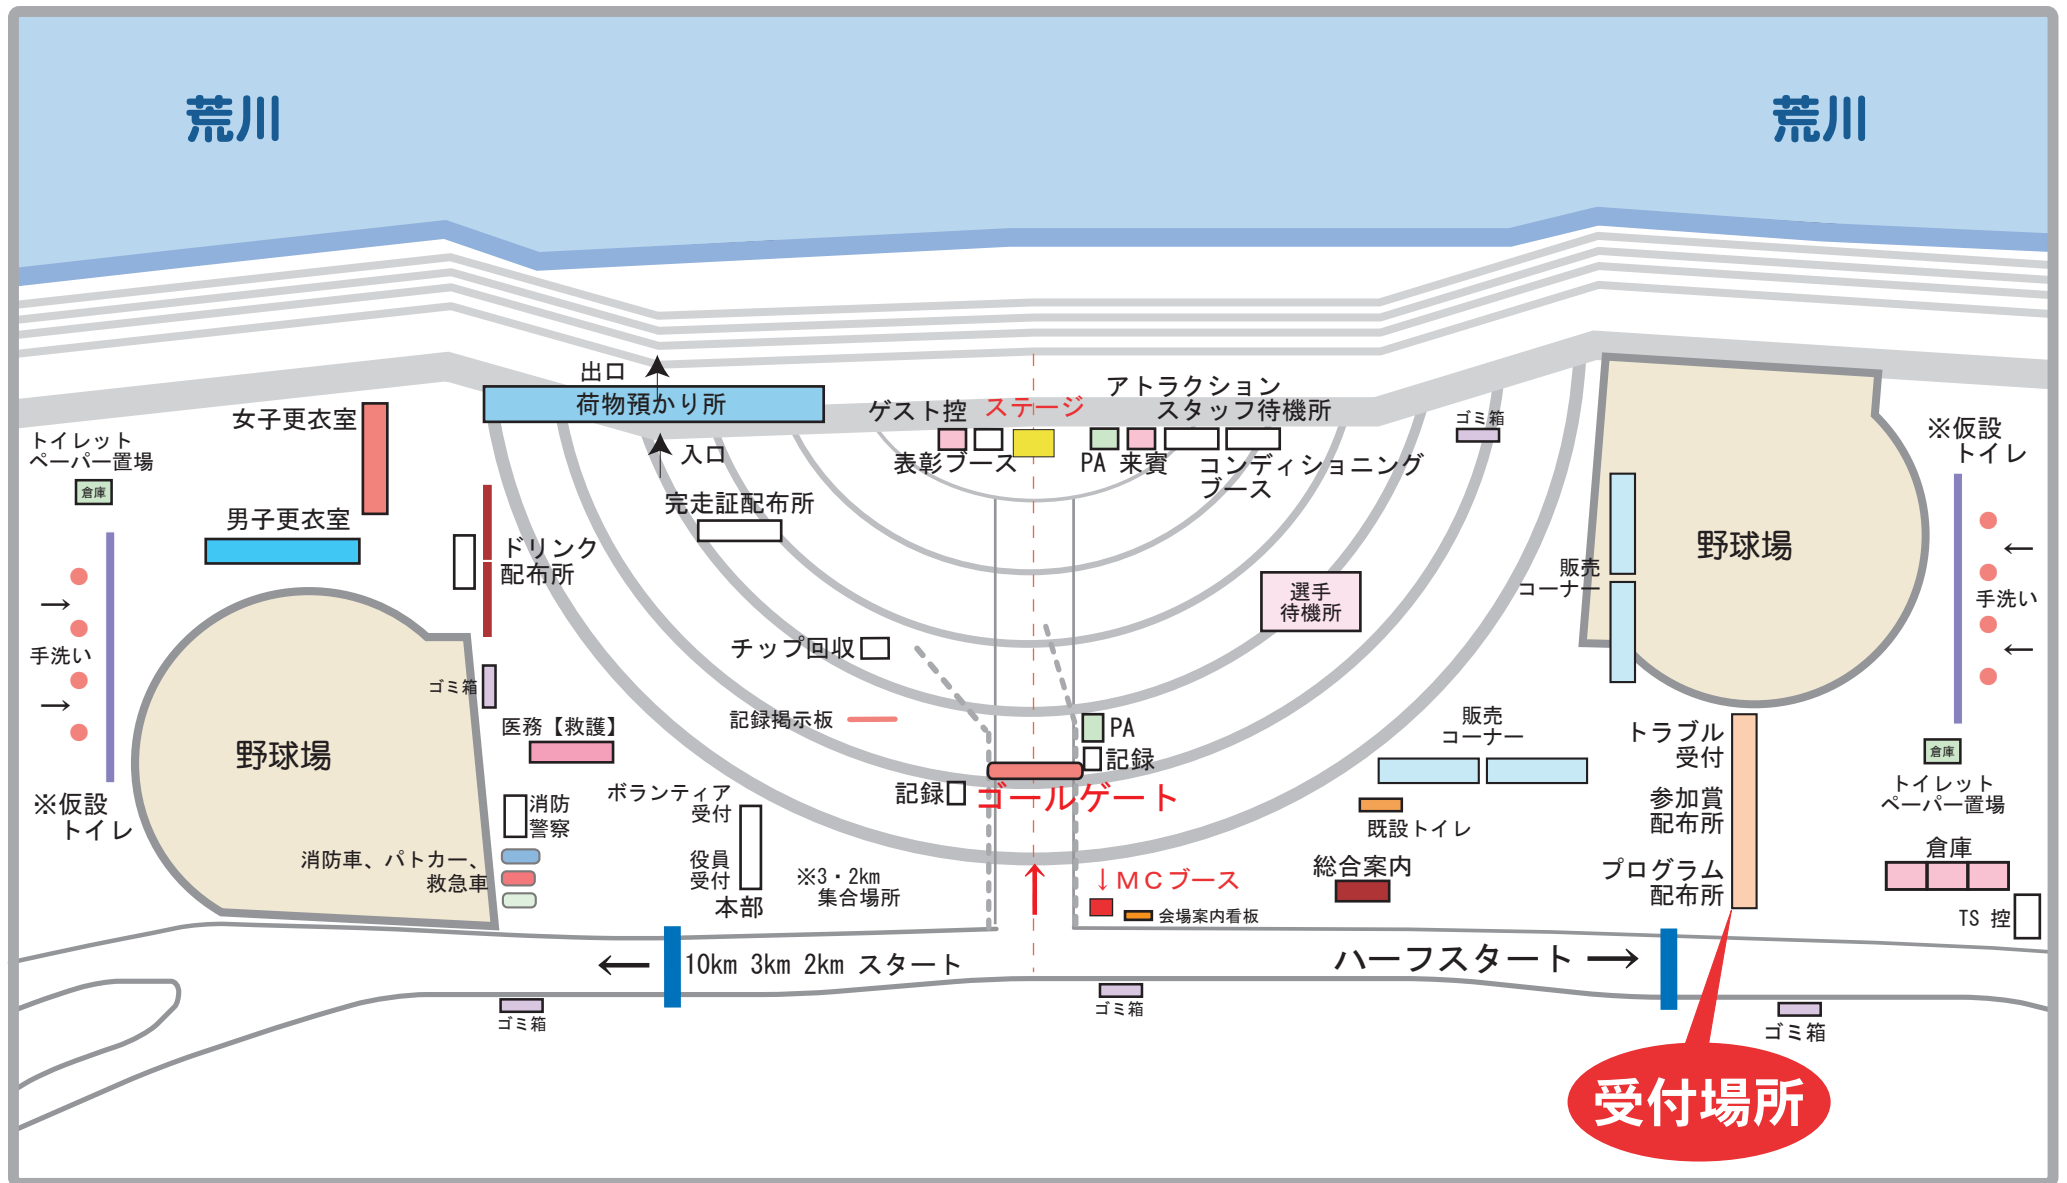 荒川
荒川
出口
荷物預かり所
入口
ゲスト控
ステージ
アトラクション
スタッフ待機所
表彰ブース
PA
来賓
コンディショニング
ブース
ゴミ箱
女子更衣室
トイレット
ペーパー置場
倉庫
男子更衣室
ドリンク
配布所
完走証配布所
選手
待機所
野球場
販売
コーナー
※仮設
トイレ
←
手洗い
←
→
手洗い
→
※仮設
トイレ
野球場
ゴミ箱
チップ回収
記録掲示板
医務【救護】
PA
記録
記録
ゴールゲート
販売
コーナー
既設トイレ
トラブル
受付
参加賞
配布所
プログラム
配布所
倉庫
トイレット
ペーパー置場
倉庫
TS 控
消防
警察
消防車、パトカー、
救急車
ボランティア
受付
役員
受付
本部
※3・2km
集合場所
↓MCブース
会場案内看板
総合案内
← 10km 3km 2km スタート
ハーフスタート →
ゴミ箱
ゴミ箱
ゴミ箱
受付場所